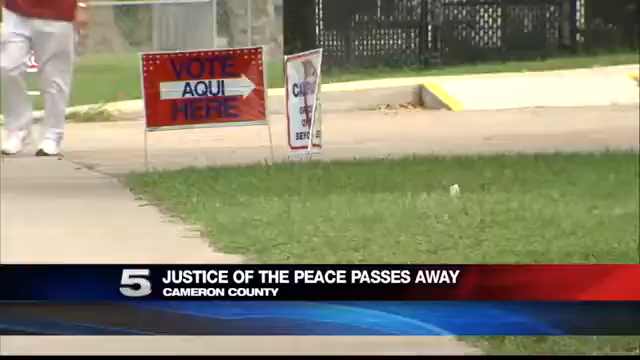 VOTE
AQUI
HERE
5 JUSTICE OF THE PEACE PASSES AWAY
CAMERON COUNTY